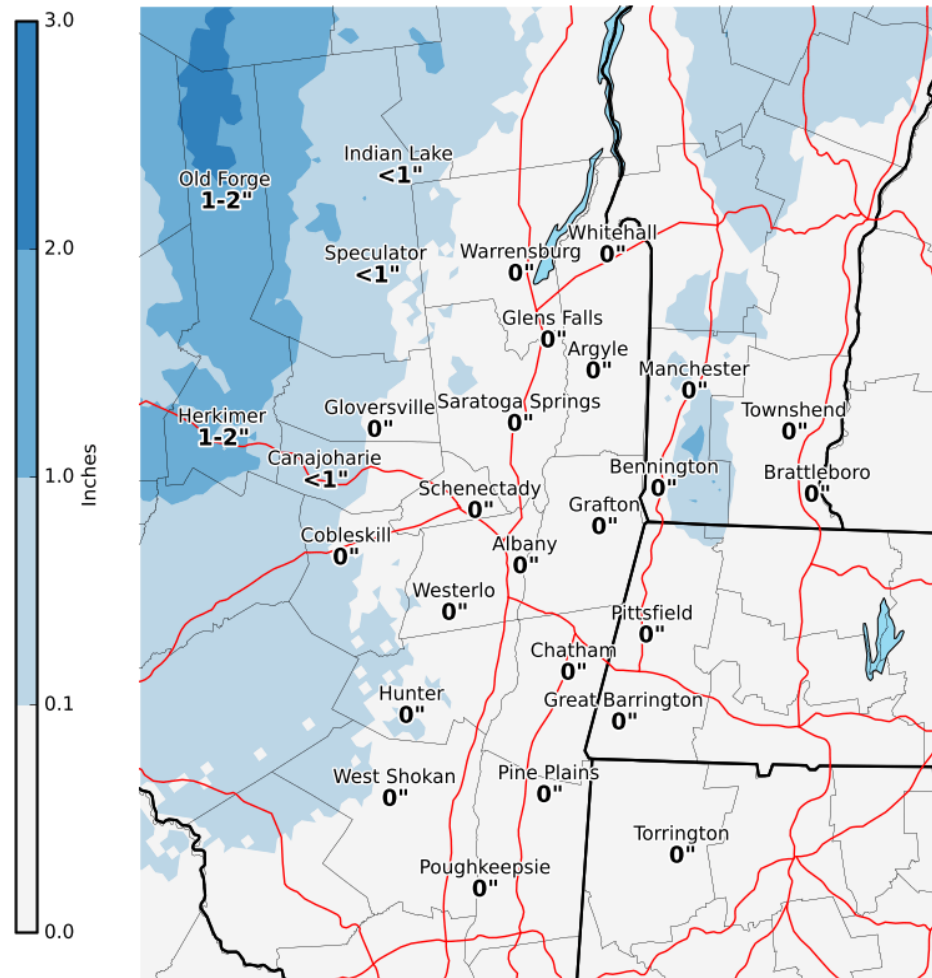 3.0
2.0
1.0
0.1
0.0
Inches
Indian Lake
<1"
Old Forge
1-2"
Whitehall
0"
Speculator
<1"
Warrensburg
0"
Glens Falls
0"
Argyle
0"
Manchester
0"
Gloversville
0"
Saratoga Springs
0"
Townshend
0"
Herkimer
1-2"
Canajoharie
<1"
Bennington
0"
Brattleboro
0"
Schenectady
0"
Grafton
0"
Cobleskill
0"
Albany
0"
Westerlo
0"
Pittsfield
0"
Chatham
0"
Hunter
0"
Great Barrington
0"
West Shokan
0"
Pine Plains
0"
Torrington
0"
Poughkeepsie
0"